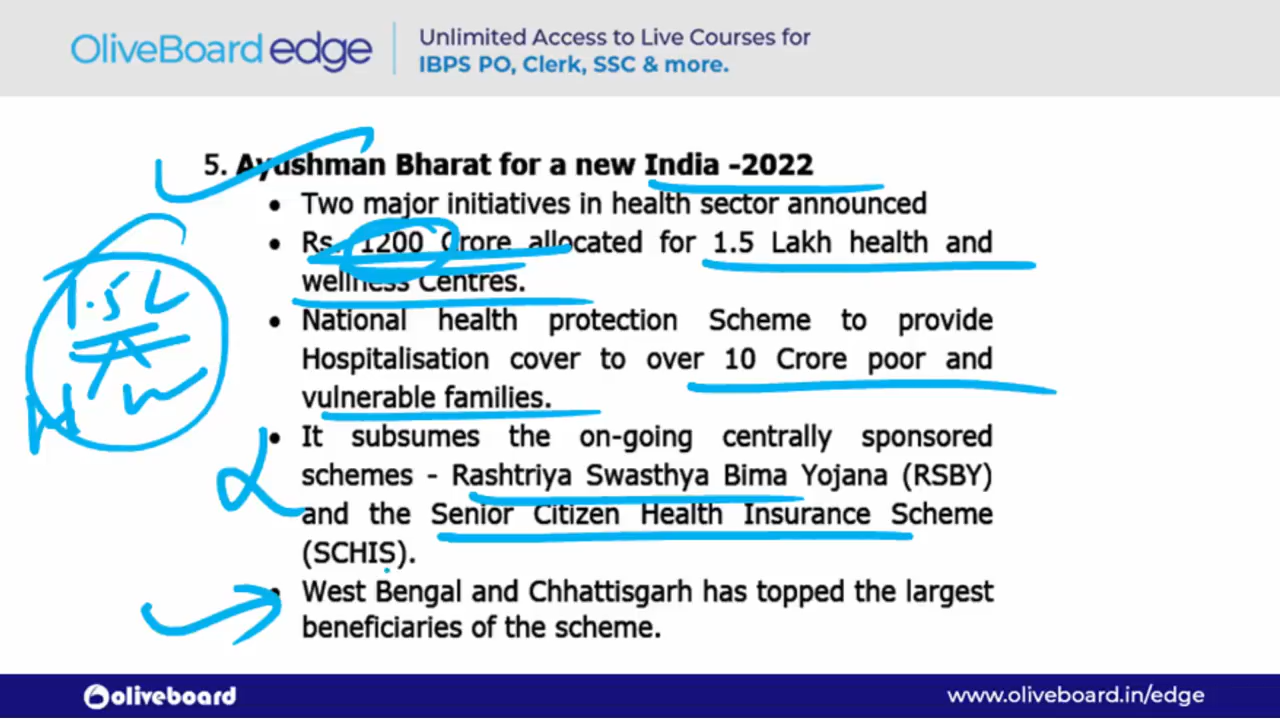 OliveBoard edge
Unlimited Access to Live Courses for
IBPS PO, Clerk, SSC & more.
5. Ayushman Bharat for a new India -2022
• Two major initiatives in health sector announced
• Rs. 1200 Crore allocated for 1.5 Lakh health and
wellness Centres.
1.5L
• National health protection Scheme to provide
Hospitalisation cover to over 10 Crore poor and
vulnerable families.
• It subsumes the on-going centrally sponsored
schemes - Rashtriya Swasthya Bima Yojana (RSBY)
and the Senior Citizen Health Insurance Scheme
(SCHIS).
• West Bengal and Chhattisgarh has topped the largest
beneficiaries of the scheme.
oliveboard
www.oliveboard.in/edge